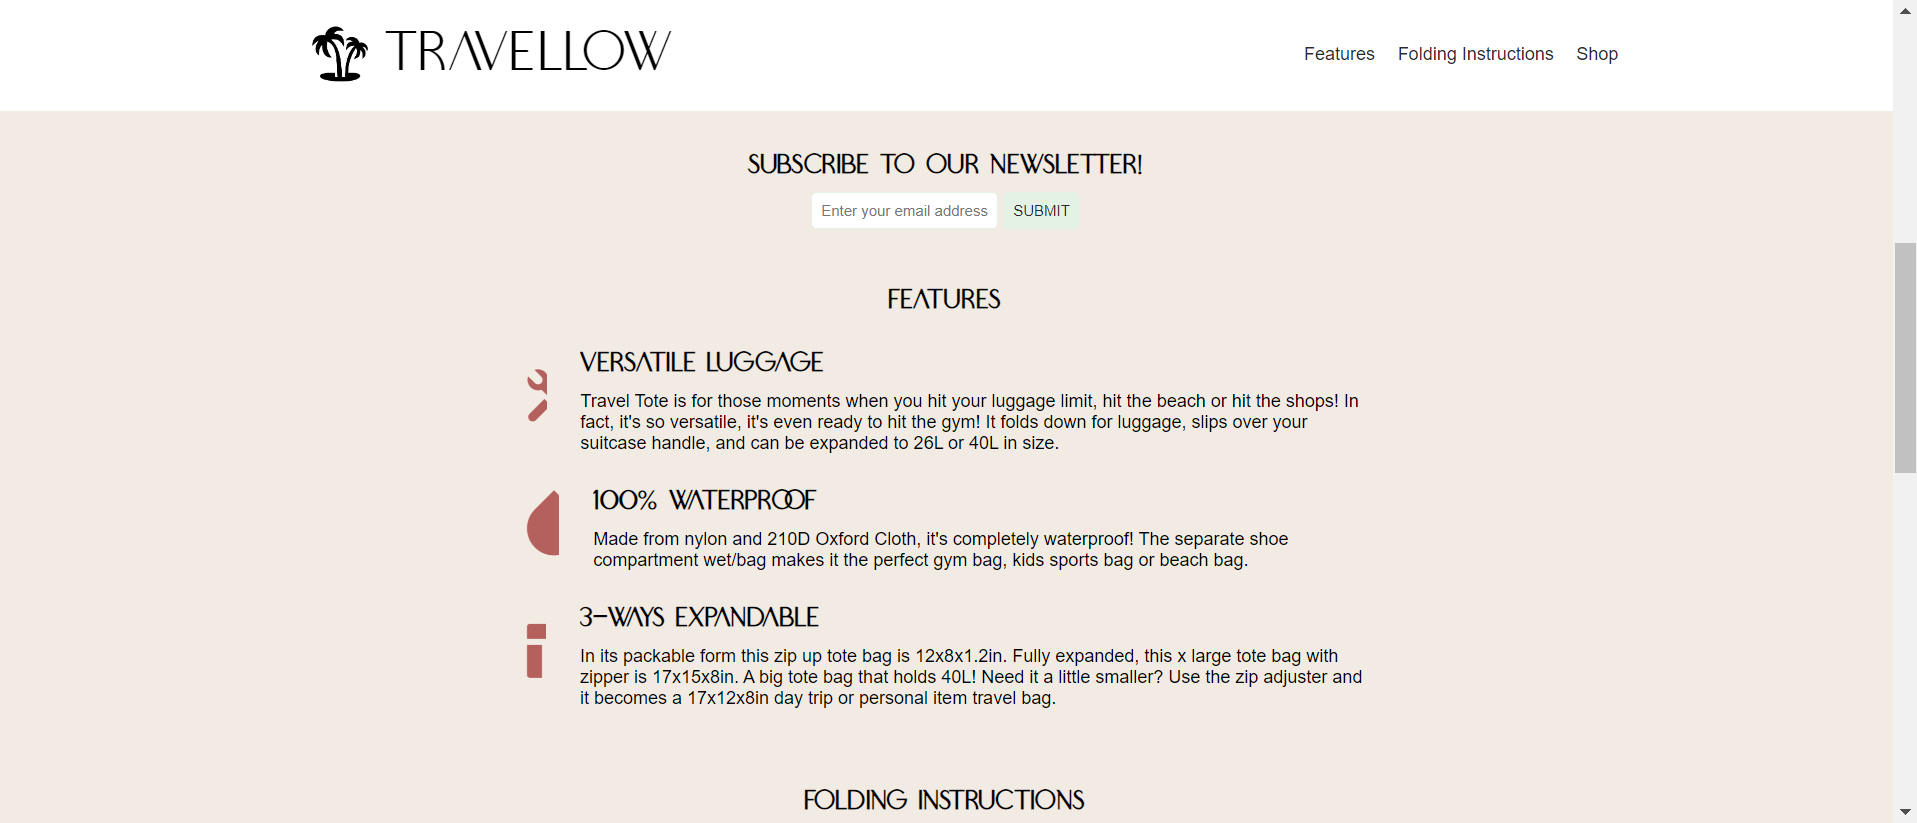 TRAVELLOW
Features Folding Instructions Shop
SUBSCRIBE TO OUR NEWSLETTER!
Enter your email address SUBMIT
FEATURES
VERSATILE LUGGAGE
Travel Tote is for those moments when you hit your luggage limit, hit the beach or hit the shops! In
fact, it's so versatile, it's even ready to hit the gym! It folds down for luggage, slips over your
suitcase handle, and can be expanded to 26L or 40L in size.
100% WATERPROOF
Made from nylon and 210D Oxford Cloth, it's completely waterproof! The separate shoe
compartment wet/bag makes it the perfect gym bag, kids sports bag or beach bag.
3-WAYS EXPANDABLE
In its packable form this zip up tote bag is 12x8x1.2in. Fully expanded, this x large tote bag with
zipper is 17x15x8in. A big tote bag that holds 40L! Need it a little smaller? Use the zip adjuster and
it becomes a 17x12x8in day trip or personal item travel bag.
FOLDING INSTRUCTIONS